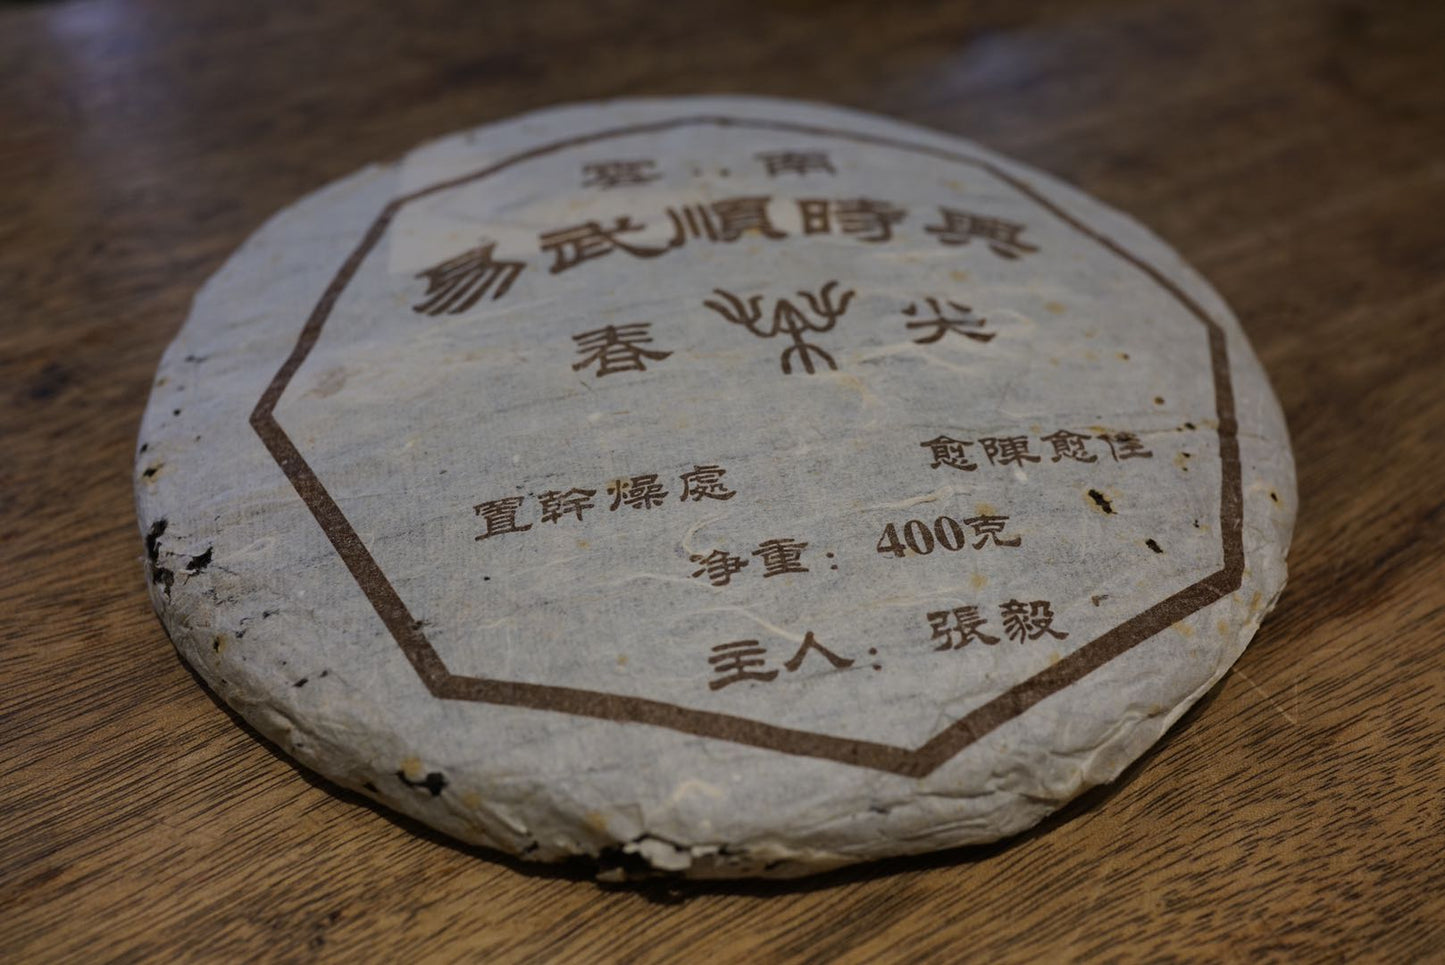 雲··南
易武順時興
春 茶 尖
置幹燥處 愈陳愈佳
净重：400克
主人：張毅